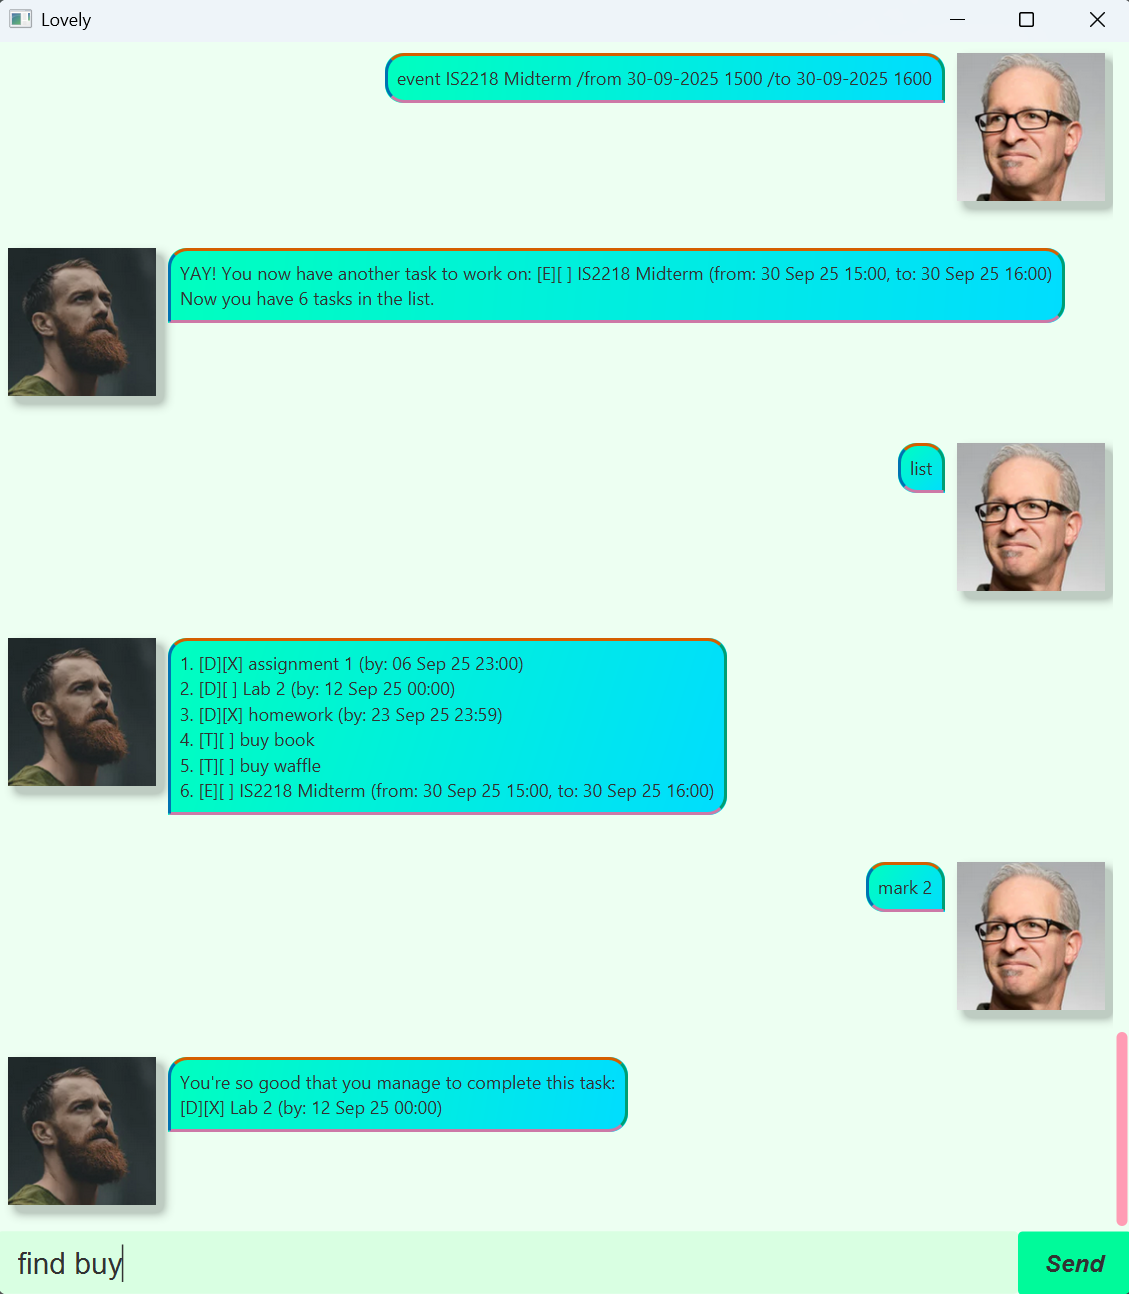 Lovely
event IS2218 Midterm /from 30-09-2025 1500 /to 30-09-2025 1600
YAY! You now have another task to work on: [E][ ] IS2218 Midterm (from: 30 Sep 25 15:00, to: 30 Sep 25 16:00)
Now you have 6 tasks in the list.
list
1. [D][X] assignment 1 (by: 06 Sep 25 23:00)
2. [D][ ] Lab 2 (by: 12 Sep 25 00:00)
3. [D][X] homework (by: 23 Sep 25 23:59)
4. [T][ ] buy book
5. [T][ ] buy waffle
6. [E][ ] IS2218 Midterm (from: 30 Sep 25 15:00, to: 30 Sep 25 16:00)
mark 2
You're so good that you manage to complete this task:
[D][X] Lab 2 (by: 12 Sep 25 00:00)
find buy
Send